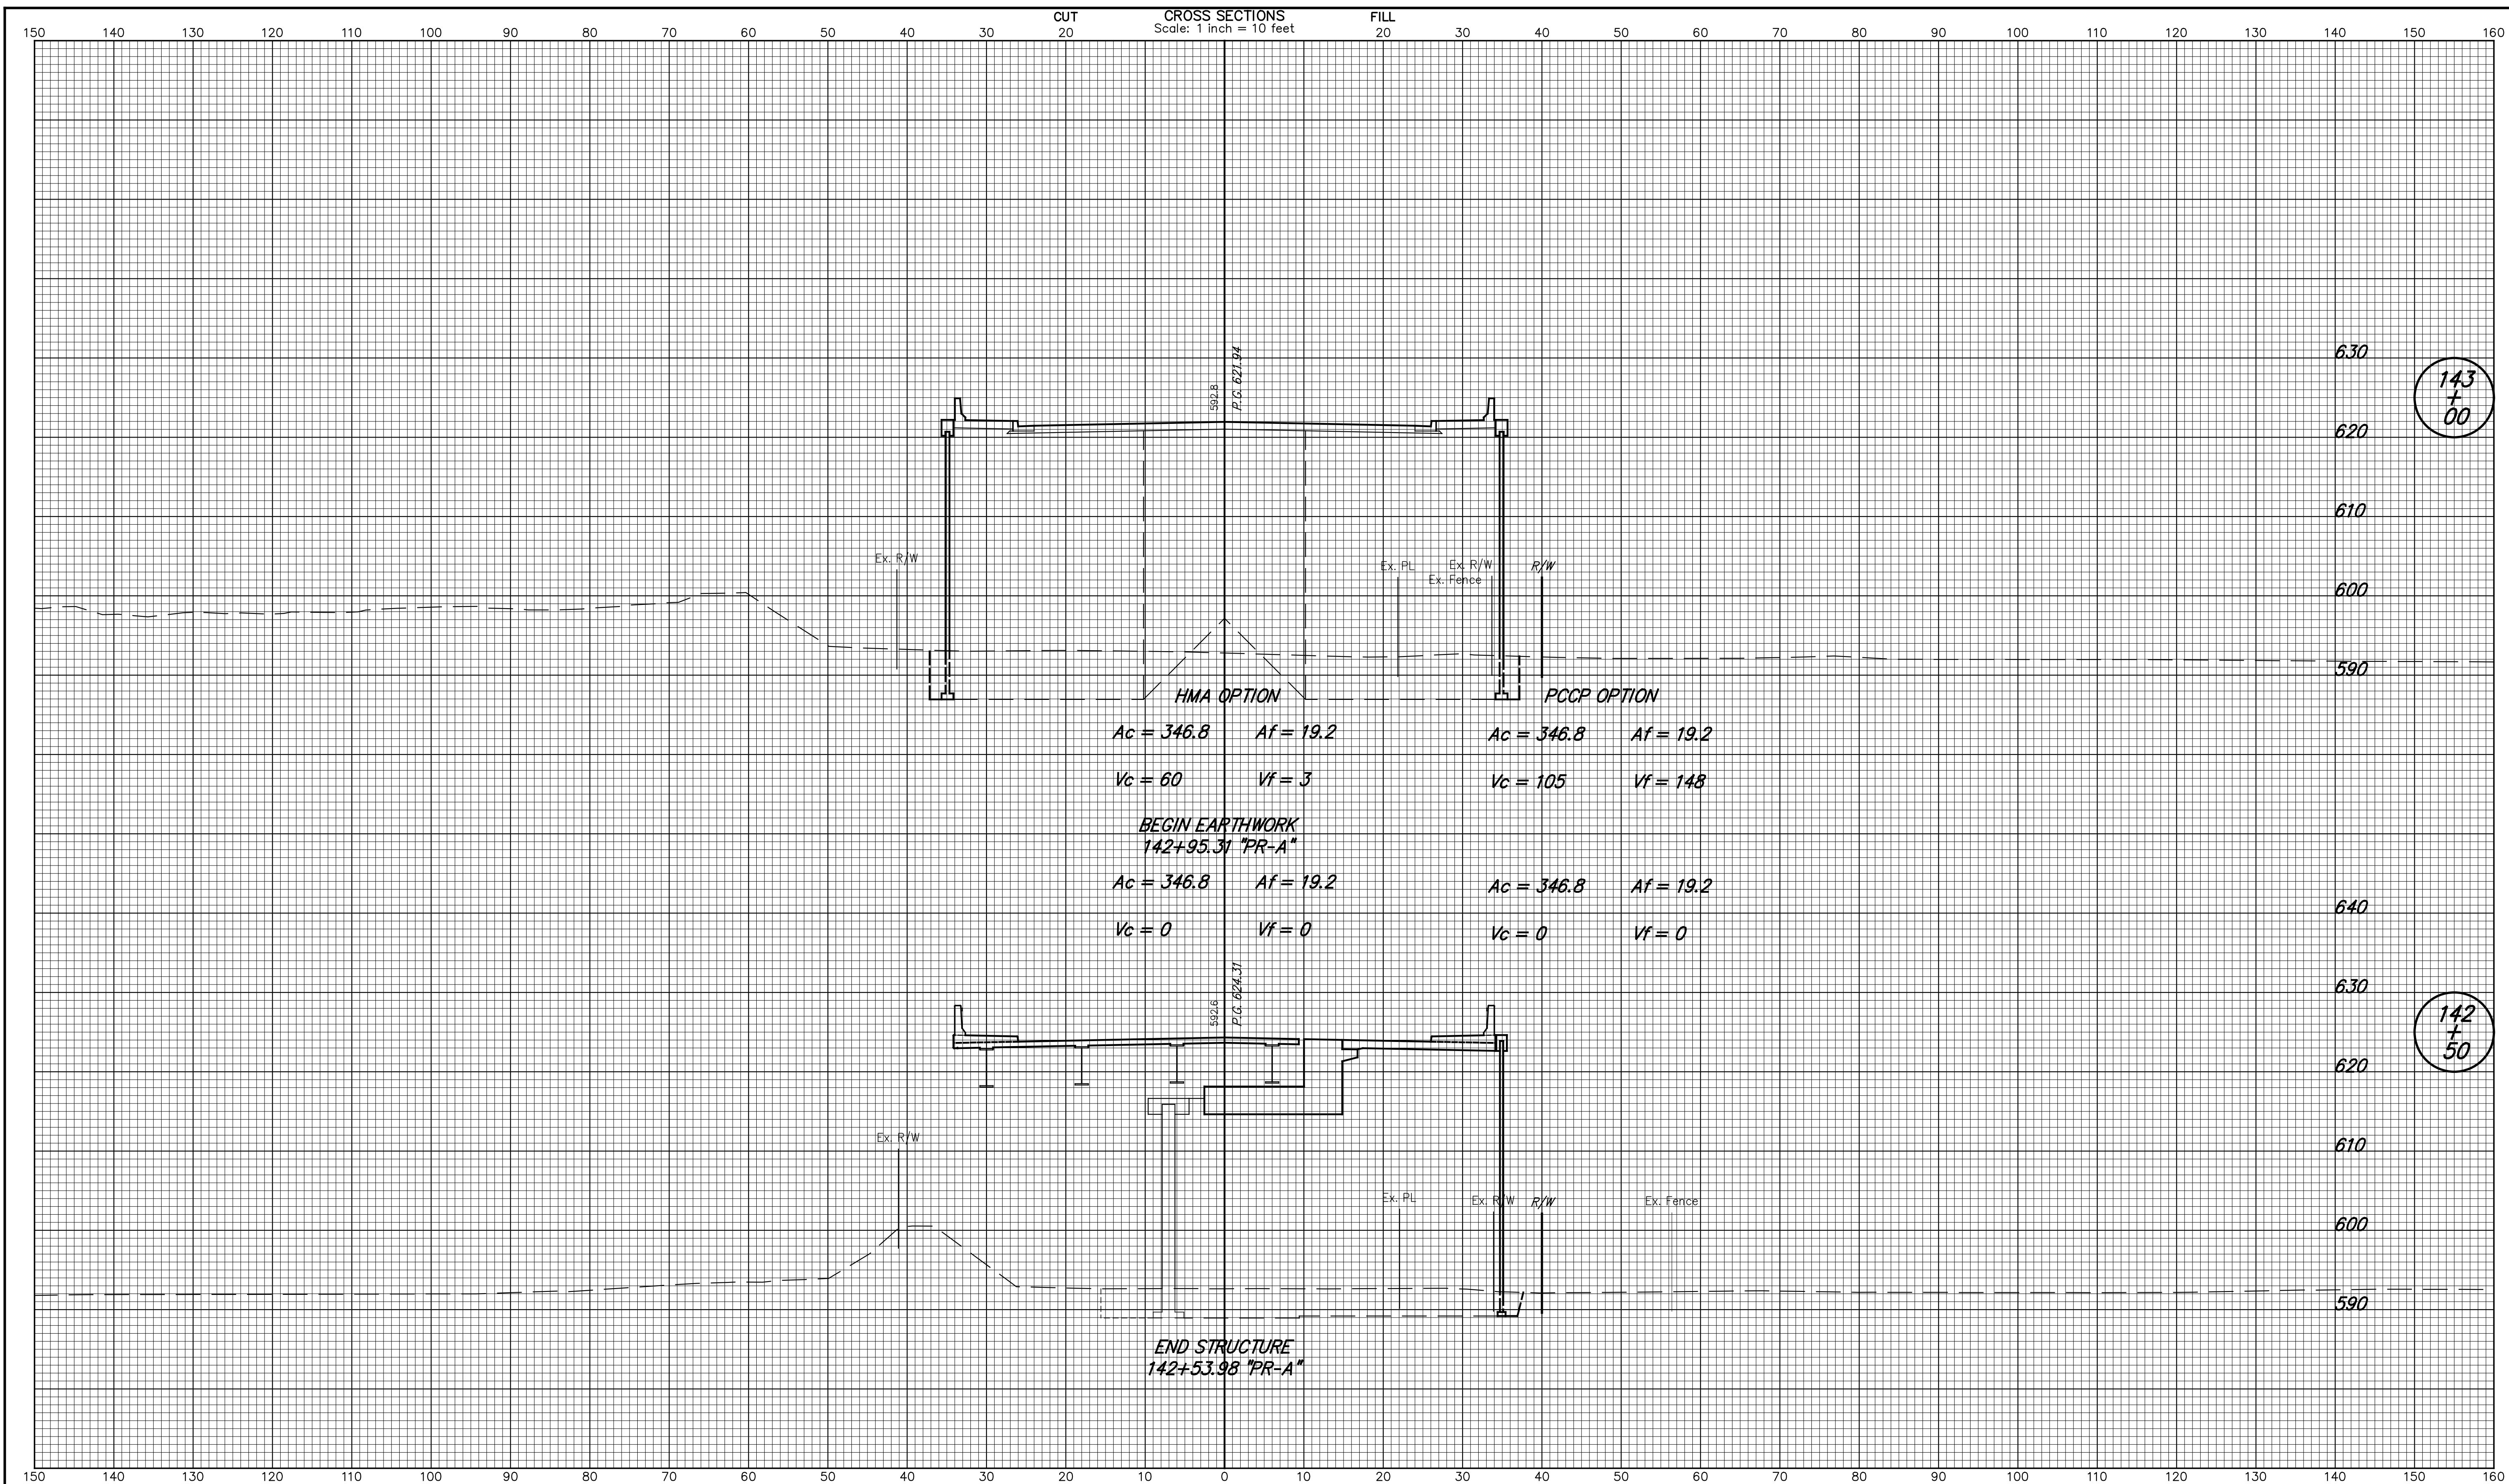 CUT CROSS SECTIONS FILL
Scale: 1 inch = 10 feet
150 140 130 120 110 100 90 80 70 60 50 40 30 20 20 30 40 50 60 70 80 90 100 110 120 130 140 150 160
630
143
+
00
592.8
P.G. 621.94
620
610
Ex. R/W
Ex. PL
Ex. R/W
R/W
Ex. Fence
600
590
HMA OPTION PCCP OPTION
Ac = 346.8 Af = 19.2 Ac = 346.8 Af = 19.2
Vc = 60 Vf = 3 Vc = 105 Vf = 148
BEGIN EARTHWORK
142+95.31 "PR-A"
Ac = 346.8 Af = 19.2 Ac = 346.8 Af = 19.2
640
Vc = 0 Vf = 0 Vc = 0 Vf = 0
592.6
P.G. 624.31
630
142
+
50
620
610
Ex. R/W
Ex. PL
Ex. R/W
R/W
Ex. Fence
600
590
END STRUCTURE
142+53.98 "PR-A"
150 140 130 120 110 100 90 80 70 60 50 40 30 20 10 0 10 20 30 40 50 60 70 80 90 100 110 120 130 140 150 160